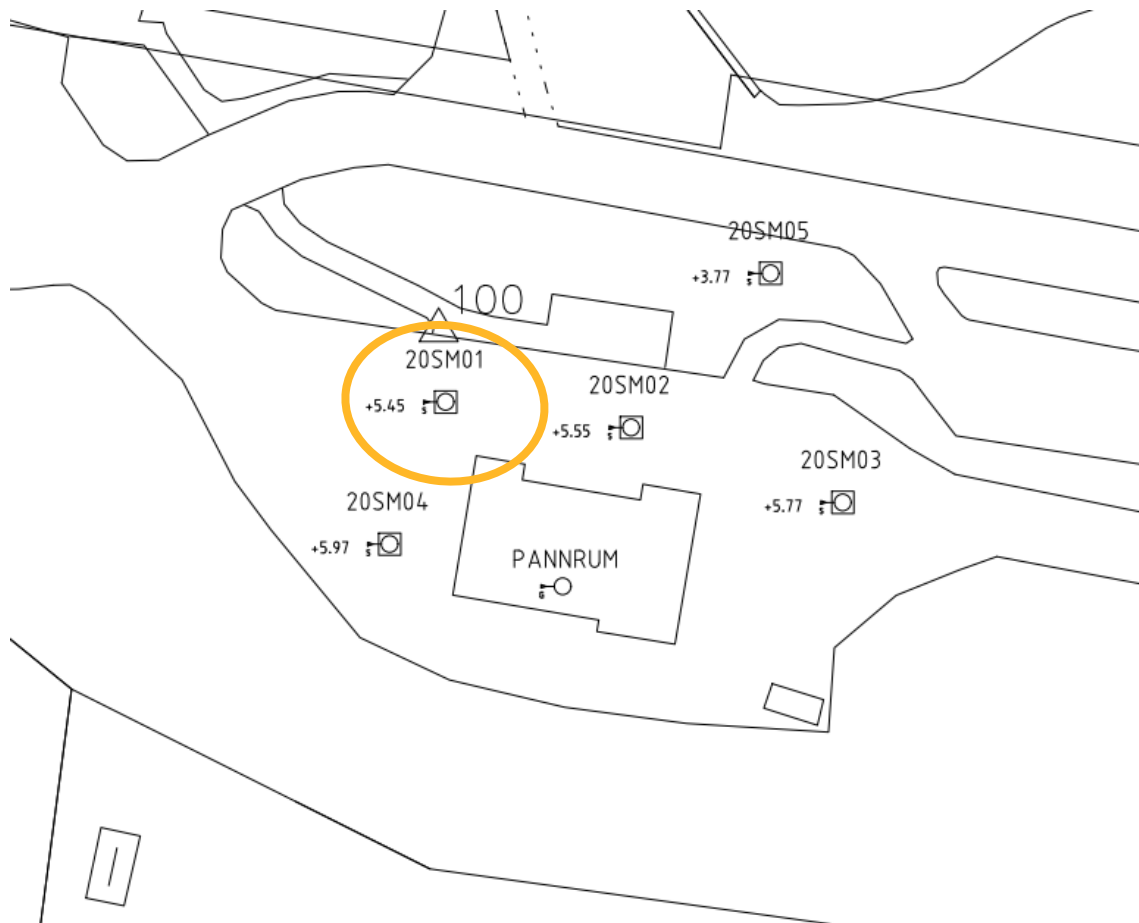 20SM05
+3.77
S
100
20SM01
+5.45
S
20SM02
+5.55
S
20SM03
+5.77
S
20SM04
+5.97
S
PANNRUM
G